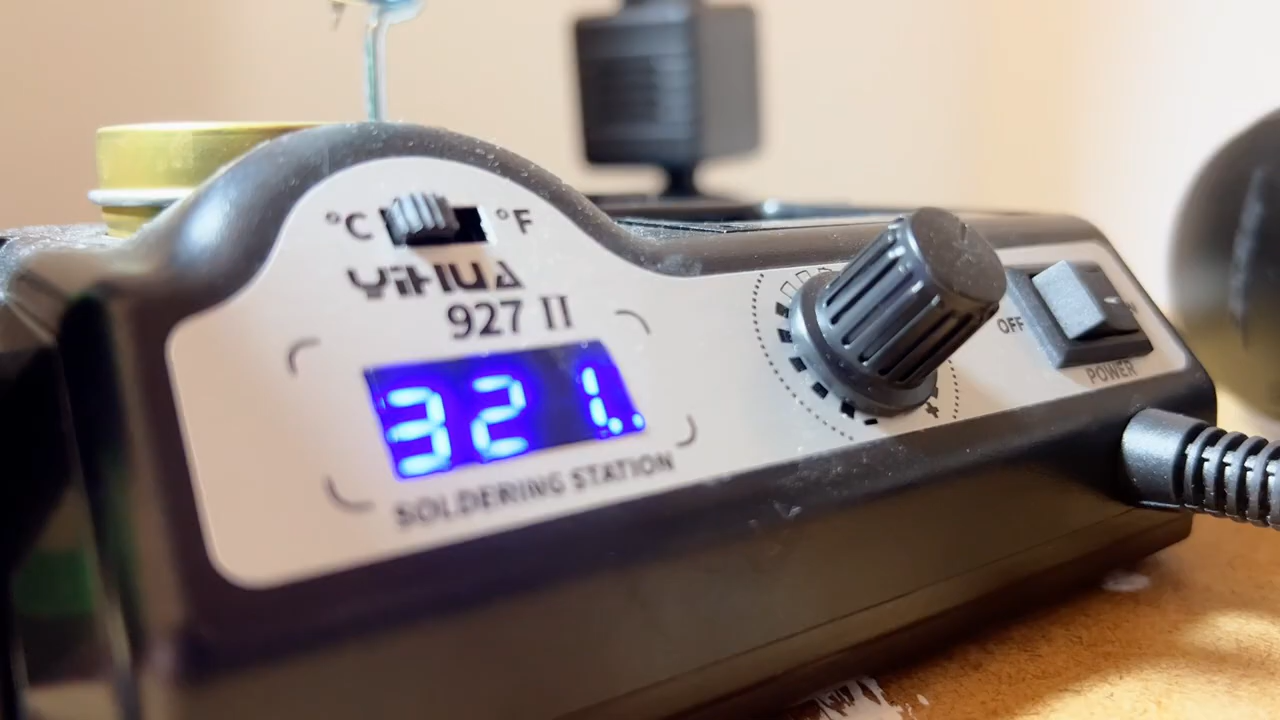 °C °F
YiHUA
927 II
321.
SOLDERING STATION
OFF
POWER